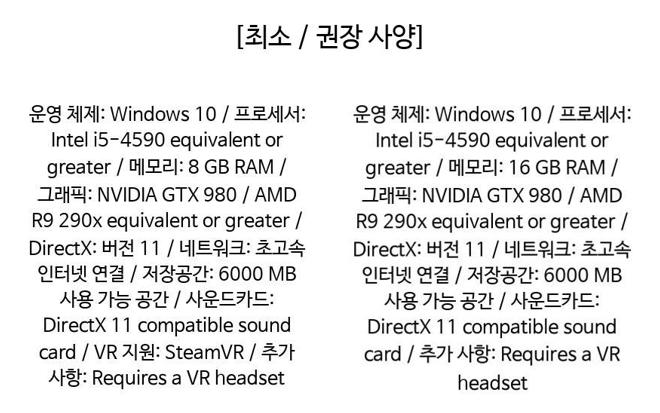 [최소 / 권장 사양]
운영 체제: Windows 10 / 프로세서:
Intel i5-4590 equivalent or
greater / 메모리: 8 GB RAM /
그래픽: NVIDIA GTX 980 / AMD
R9 290x equivalent or greater /
DirectX: 버전 11 / 네트워크: 초고속
인터넷 연결 / 저장공간: 6000 MB
사용 가능 공간 / 사운드카드:
DirectX 11 compatible sound
card / VR 지원: SteamVR / 추가
사항: Requires a VR headset
운영 체제: Windows 10 / 프로세서:
Intel i5-4590 equivalent or
greater / 메모리: 16 GB RAM /
그래픽: NVIDIA GTX 980 / AMD
R9 290x equivalent or greater /
DirectX: 버전 11 / 네트워크: 초고속
인터넷 연결 / 저장공간: 6000 MB
사용 가능 공간 / 사운드카드:
DirectX 11 compatible sound
card / 추가 사항: Requires a VR
headset